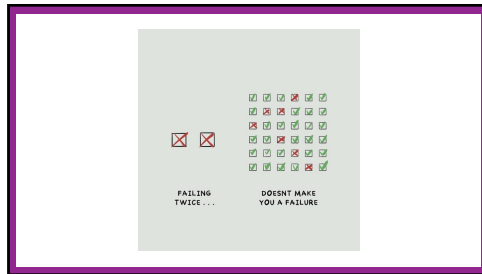 FAILING
TWICE . . .
DOESNT MAKE
YOU A FAILURE